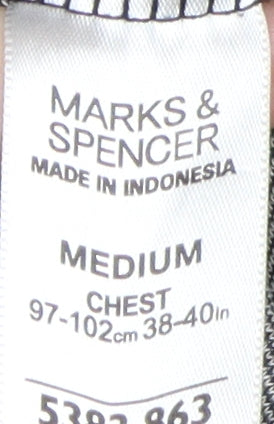 MARKS &
SPENCER
MADE IN INDONESIA
MEDIUM
CHEST
97-102cm 38-40in